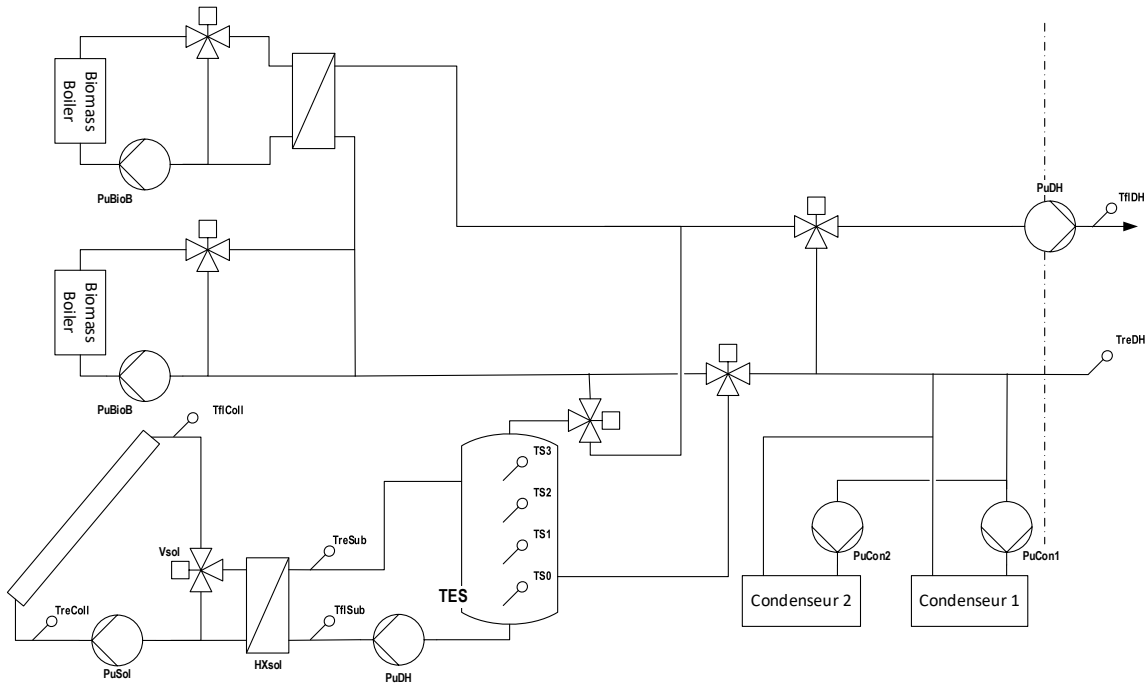 Biomass
Boiler
PuBioB
PuDH
TflDH
Biomass
Boiler
PuBioB
TreDH
TflColl
TS3
TS2
TS1
TS0
TES
Vsol
TreSub
TflSub
TreColl
PuSol
HXsol
PuDH
PuCon2
PuCon1
Condenseur 2
Condenseur 1